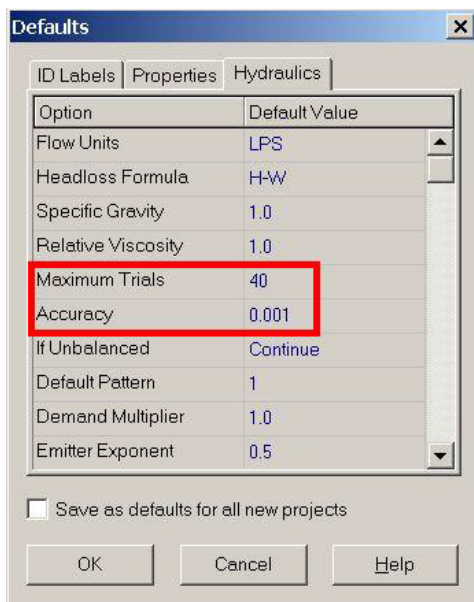 Defaults
ID Labels Properties Hydraulics
Option Default Value
Flow Units LPS
Headloss Formula H-W
Specific Gravity 1.0
Relative Viscosity 1.0
Maximum Trials 40
Accuracy 0.001
If Unbalanced Continue
Default Pattern 1
Demand Multiplier 1.0
Emitter Exponent 0.5
Save as defaults for all new projects
OK Cancel Help